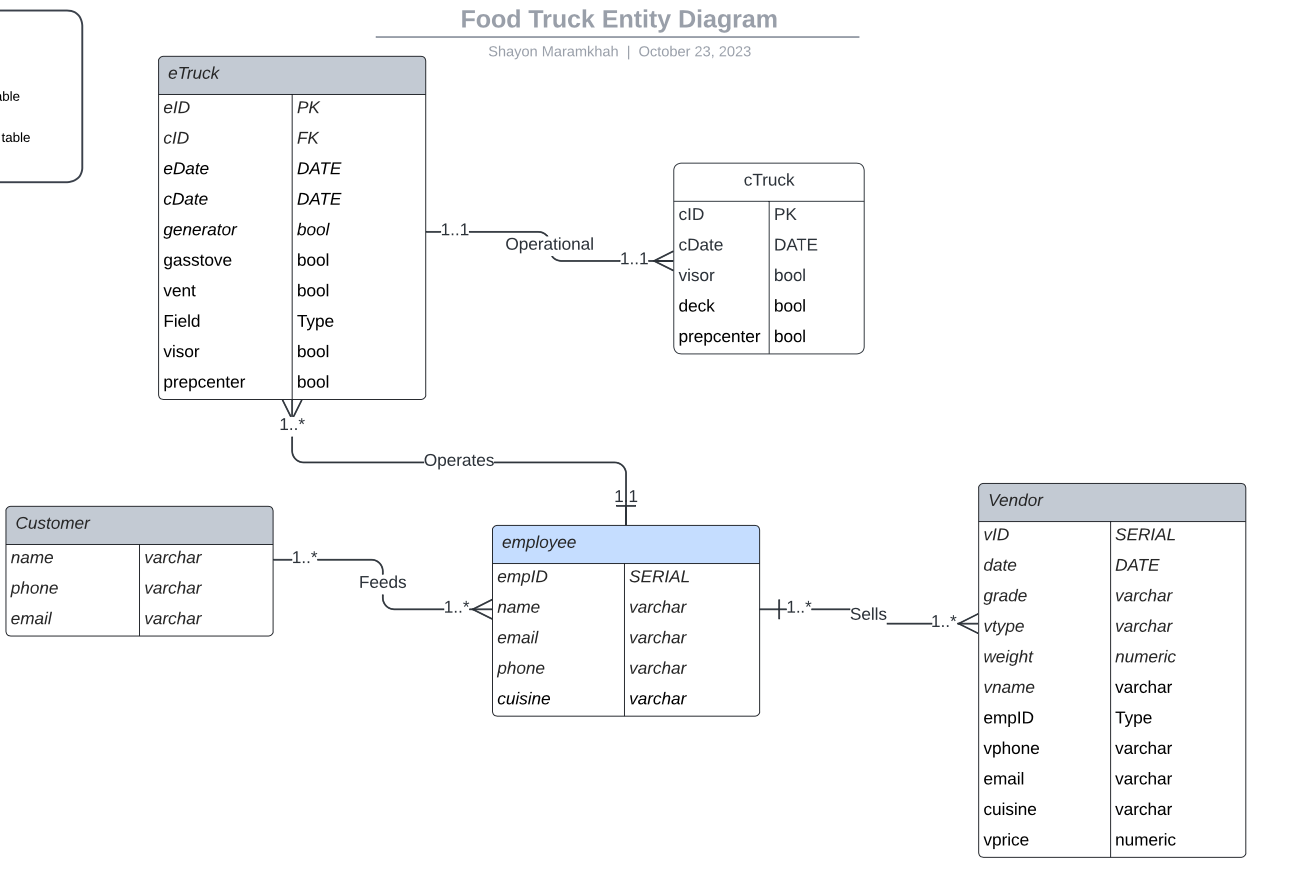 Food Truck Entity Diagram
Shayon Maramkhah | October 23, 2023
able
table
eTruck
eID PK
cID FK
eDate DATE
cDate DATE
generator bool
gasstove bool
vent bool
Field Type
visor bool
prepcenter bool
1..1
Operational
1..1
cTruck
cID PK
cDate DATE
visor bool
deck bool
prepcenter bool
1..*
Operates
1 1
Customer
name varchar
phone varchar
email varchar
1..*
Feeds
1..*
employee
empID SERIAL
name varchar
email varchar
phone varchar
cuisine varchar
1..*
Sells
1..*
Vendor
vID SERIAL
date DATE
grade varchar
vtype varchar
weight numeric
vname varchar
empID Type
vphone varchar
email varchar
cuisine varchar
vprice numeric